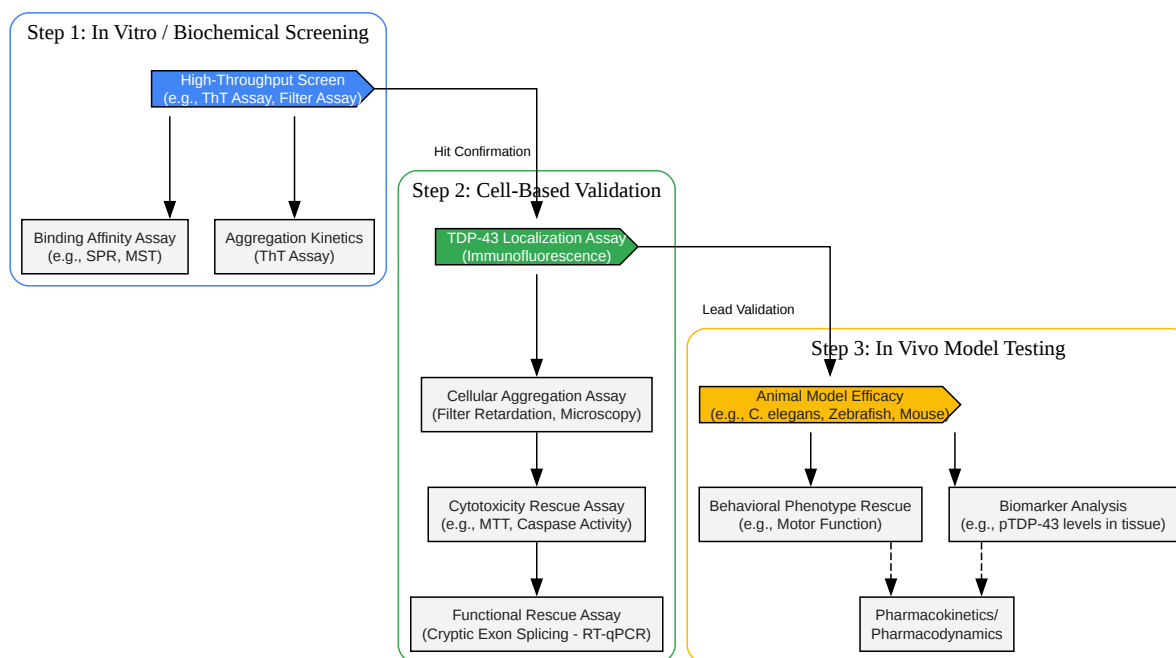 Step 1: In Vitro / Biochemical Screening
High-Throughput Screen
(e.g., ThT Assay, Filter Assay)
Hit Confirmation
Binding Affinity Assay
(e.g., SPR, MST)
Aggregation Kinetics
(ThT Assay)
Step 2: Cell-Based Validation
TDP-43 Localization Assay
(Immunofluorescence)
Lead Validation
Cellular Aggregation Assay
(Filter Retardation, Microscopy)
Cytotoxicity Rescue Assay
(e.g., MTT, Caspase Activity)
Functional Rescue Assay
(Cryptic Exon Splicing - RT-qPCR)
Step 3: In Vivo Model Testing
Animal Model Efficacy
(e.g., C. elegans, Zebrafish, Mouse)
Behavioral Phenotype Rescue
(e.g., Motor Function)
Biomarker Analysis
(e.g., pTDP-43 levels in tissue)
Pharmacokinetics/
Pharmacodynamics